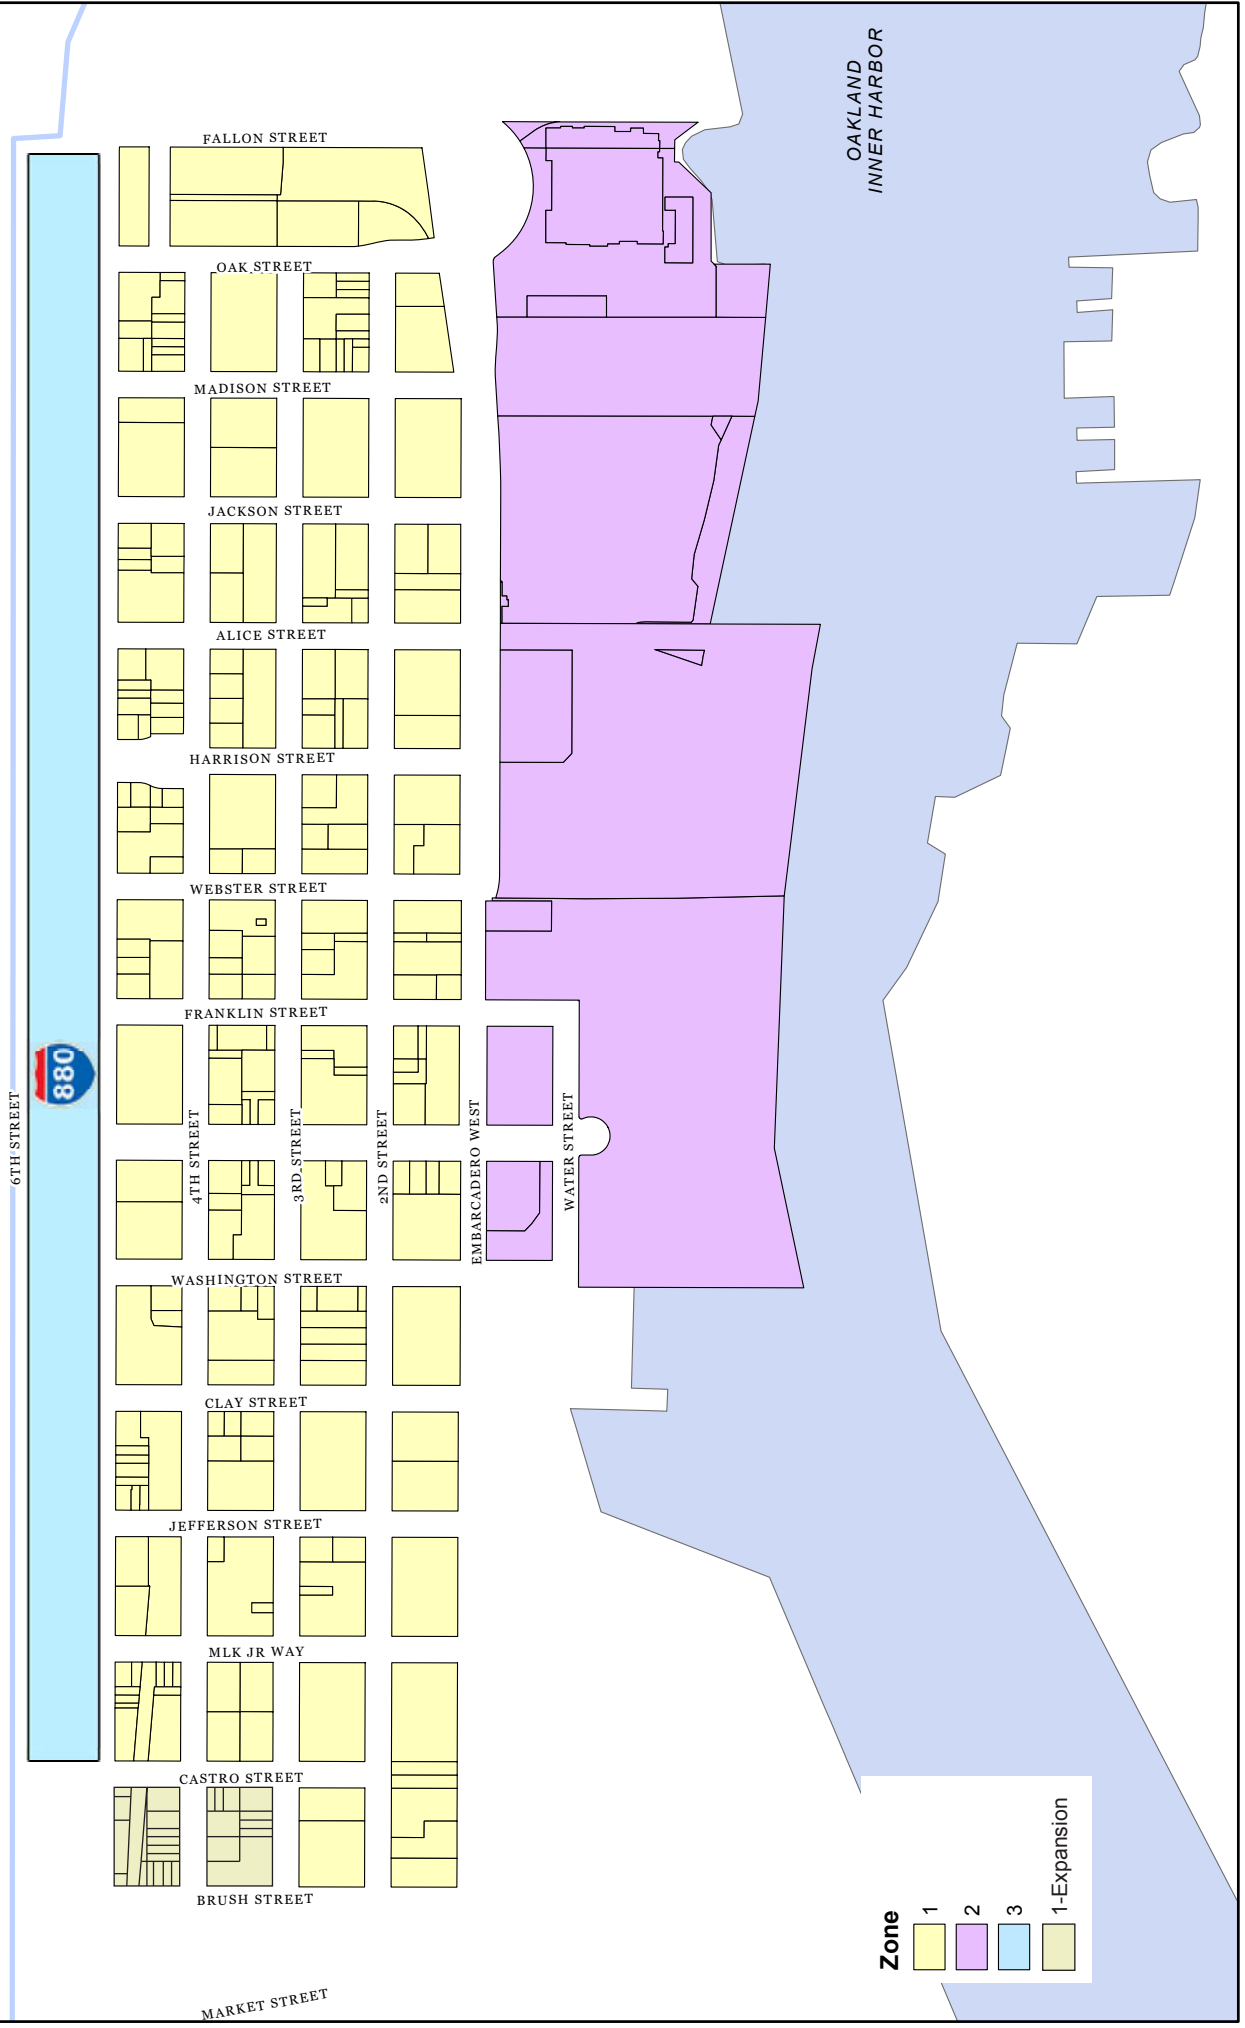 OAKLAND
INNER HARBOR
FALLON STREET
OAK STREET
MADISON STREET
JACKSON STREET
ALICE STREET
HARRISON STREET
WEBSTER STREET
FRANKLIN STREET
880
6TH STREET
4TH STREET
3RD STREET
2ND STREET
EMBARCADERO WEST
WATER STREET
WASHINGTON STREET
CLAY STREET
JEFFERSON STREET
MLK JR WAY
CASTRO STREET
BRUSH STREET
MARKET STREET
Zone
1
2
3
1-Expansion